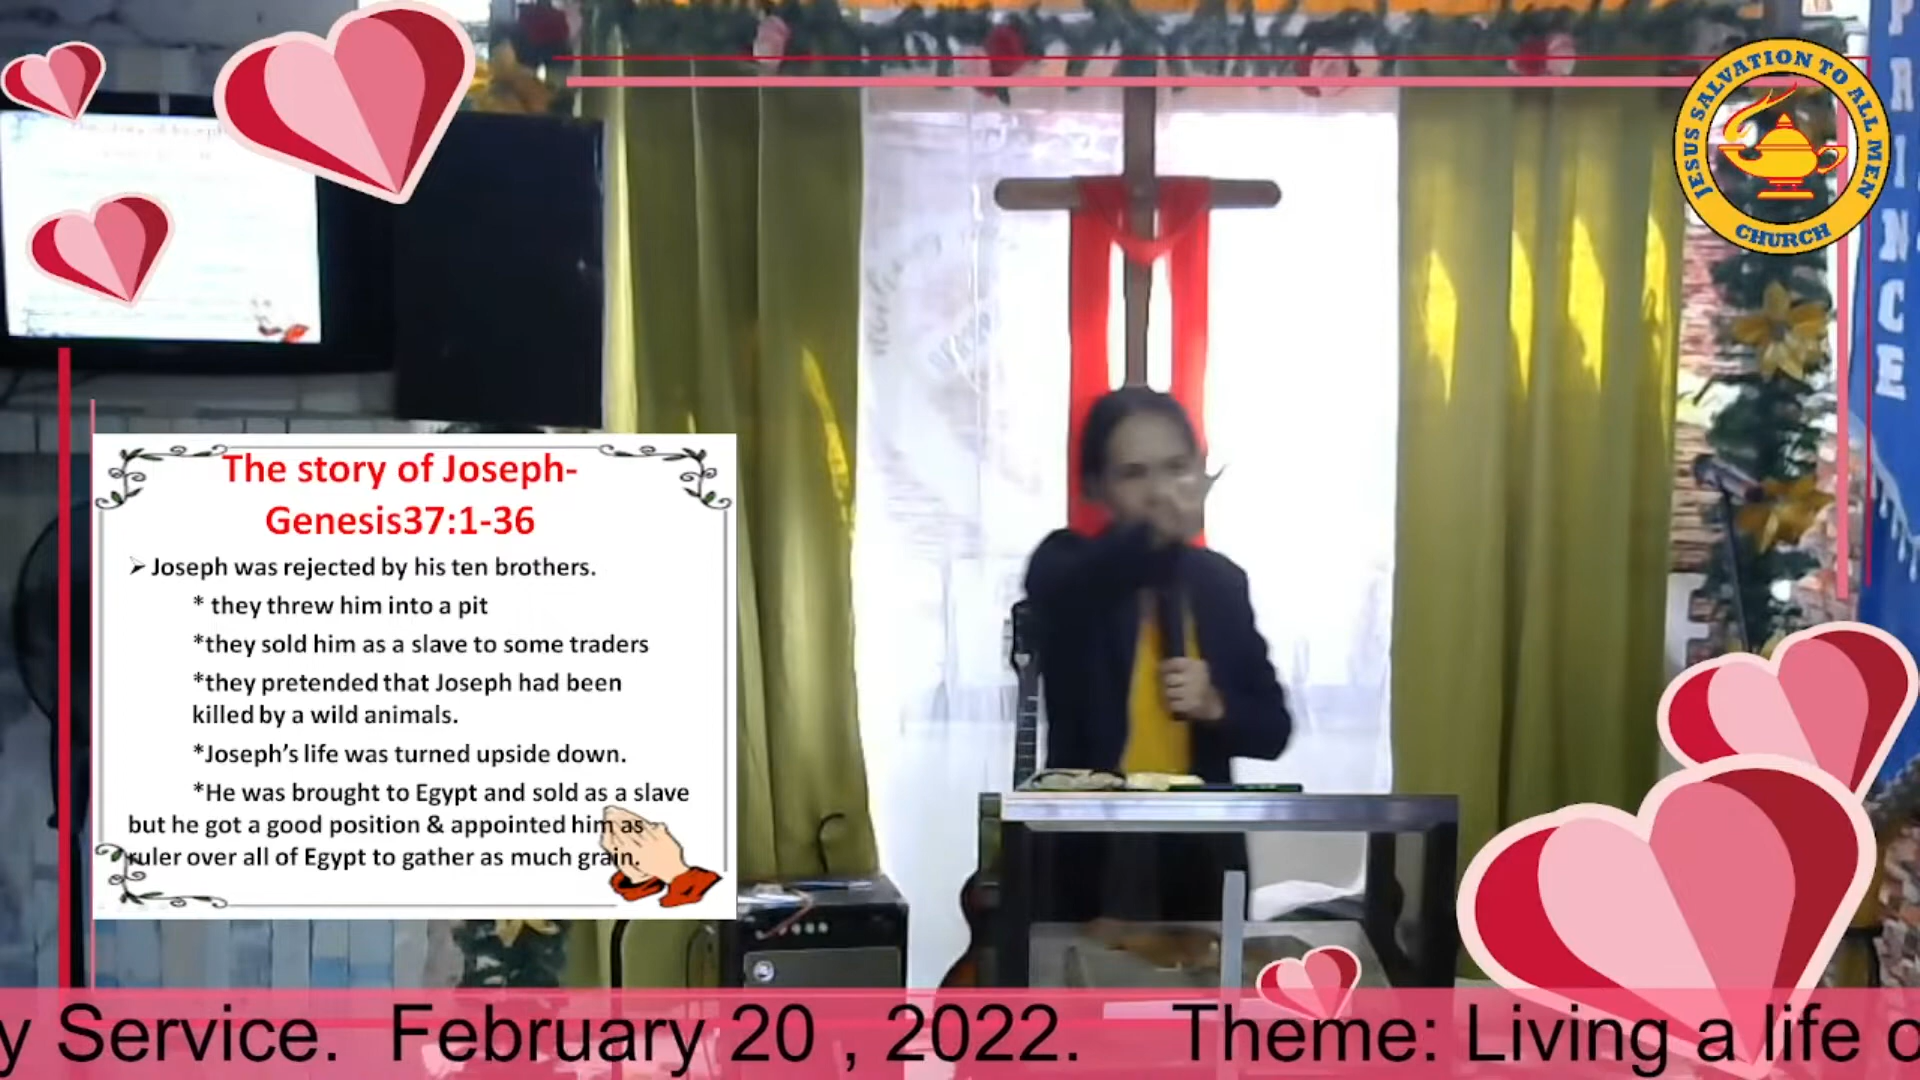 JESUS SALVATION TO ALL MEN
CHURCH
PRINCE
The story of Joseph-
Genesis37:1-36
➢ Joseph was rejected by his ten brothers.
* they threw him into a pit
*they sold him as a slave to some traders
*they pretended that Joseph had been
killed by a wild animals.
*Joseph’s life was turned upside down.
*He was brought to Egypt and sold as a slave
but he got a good position & appointed him as
ruler over all of Egypt to gather as much grain.
y Service. February 20 , 2022. Theme: Living a life o